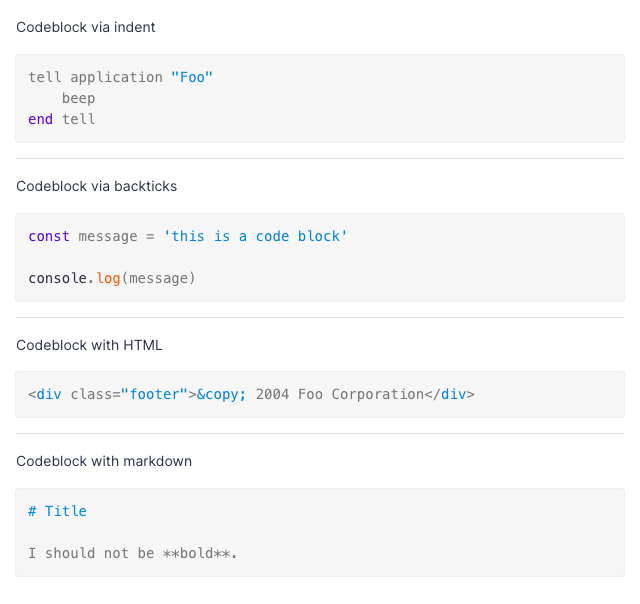 Codeblock via indent
tell application "Foo"
    beep
end tell
Codeblock via backticks
const message = 'this is a code block'
console.log(message)
Codeblock with HTML
<div class="footer">&copy; 2004 Foo Corporation</div>
Codeblock with markdown
# Title
I should not be **bold**.